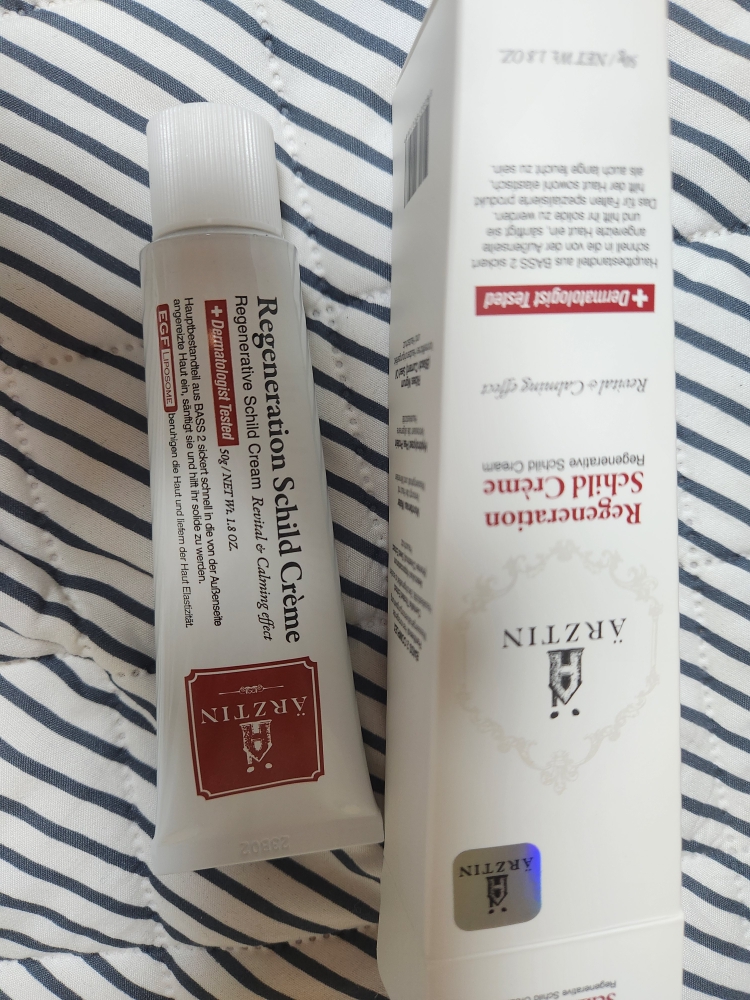 Regeneration Schild Crème
Regenerative Schild Cream Revital & Calming effect
+ Dermatologist Tested 50g / NET Wt. 1.8 OZ.
Hauptbestandteil aus BASS 2 sickert schnell in die von der Außenseite
angereizte Haut ein, sänftigt sie und hilft ihr solide zu werden.
EGF LIPOSOME beruhigen die Haut und liefern der Haut Elastizität.
ÄRZTIN
ÄRZTIN
ÄRZTIN
Regeneration
Schild Crème
Regenerative Schild Cream
Revital & Calming effect
+ Dermatologist Tested
Hauptbestandteil aus BASS 2 sickert
schnell in die von der Außenseite
angereizte Haut ein, sänftigt sie
und hilft ihr solide zu werden.
Das für Falten spezialisierte produkt
hilft der Haut sowohl elastisch,
als auch lange feucht zu sein.
50g / NET Wt. 1.8 OZ.
Regenerative Schild